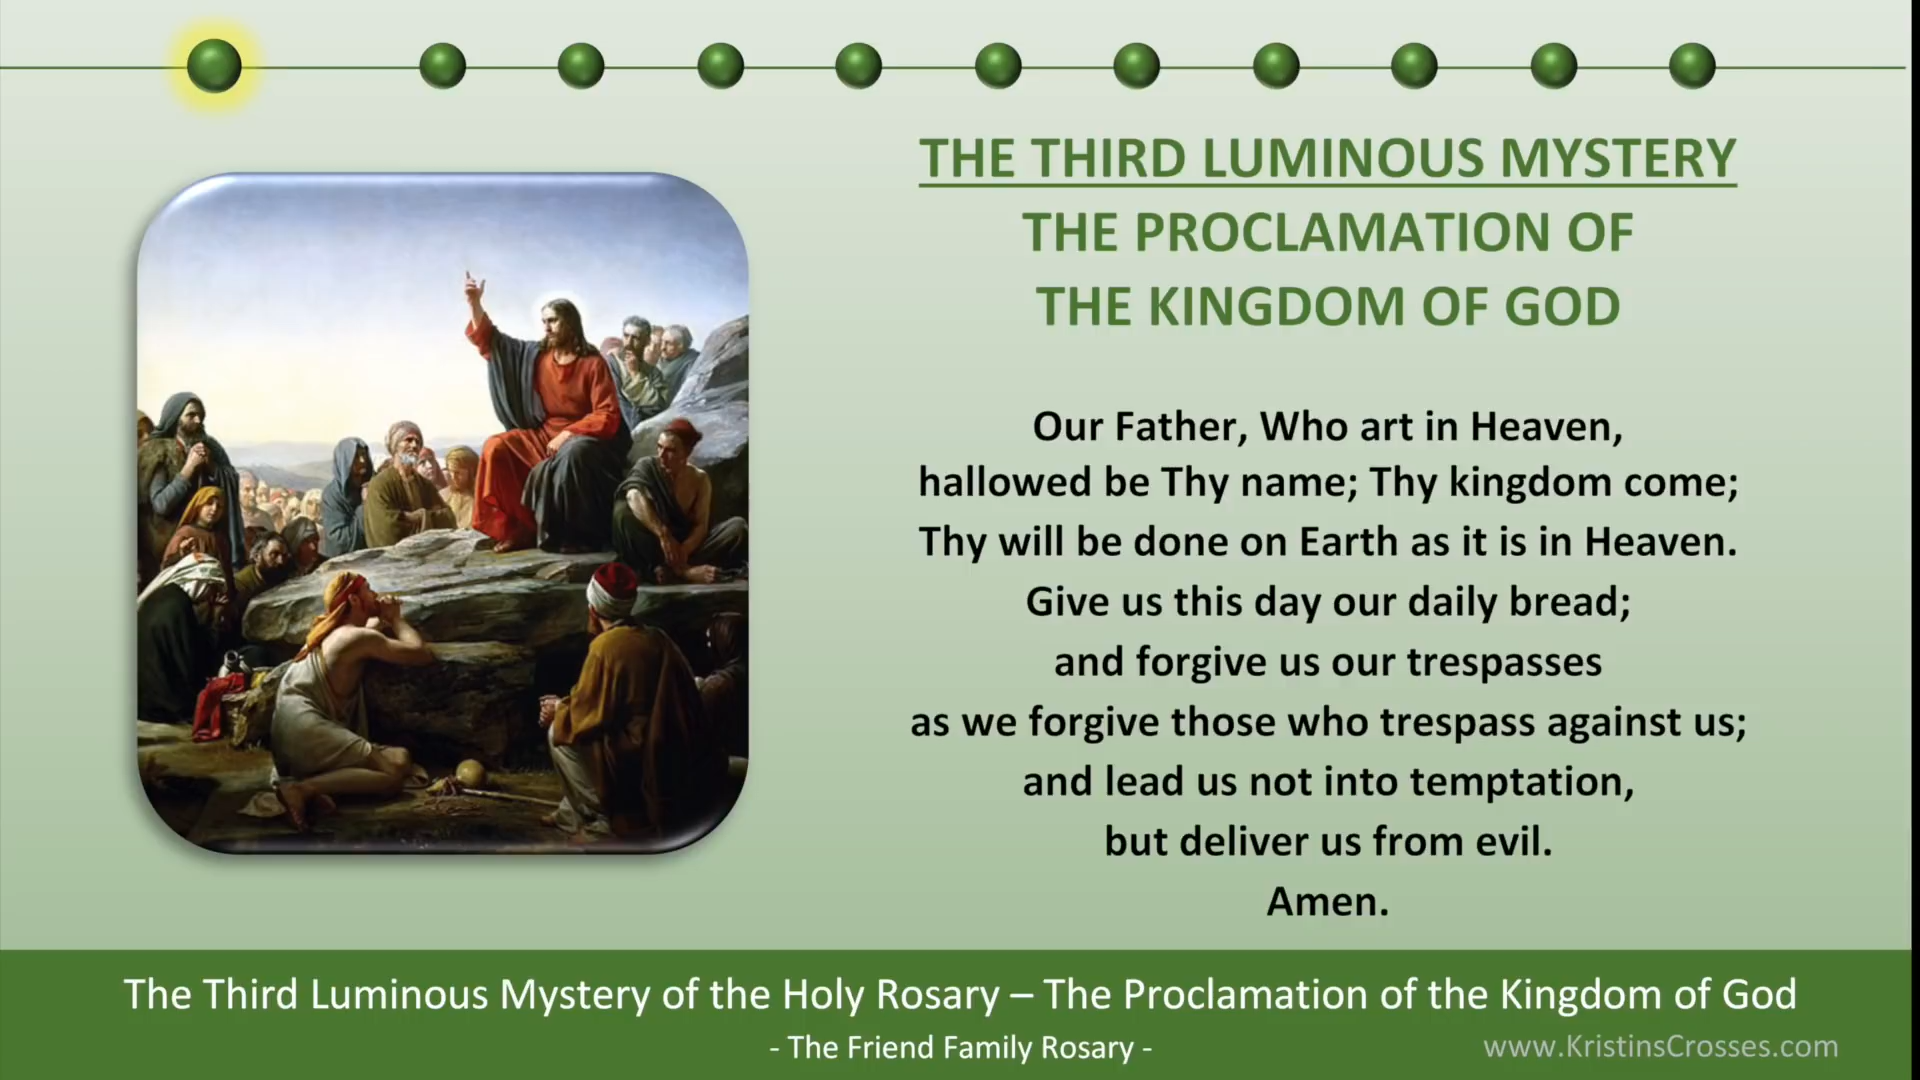 THE THIRD LUMINOUS MYSTERY
THE PROCLAMATION OF
THE KINGDOM OF GOD
Our Father, Who art in Heaven,
hallowed be Thy name; Thy kingdom come;
Thy will be done on Earth as it is in Heaven.
Give us this day our daily bread;
and forgive us our trespasses
as we forgive those who trespass against us;
and lead us not into temptation,
but deliver us from evil.
Amen.
The Third Luminous Mystery of the Holy Rosary – The Proclamation of the Kingdom of God
- The Friend Family Rosary -
www.KristinsCrosses.com